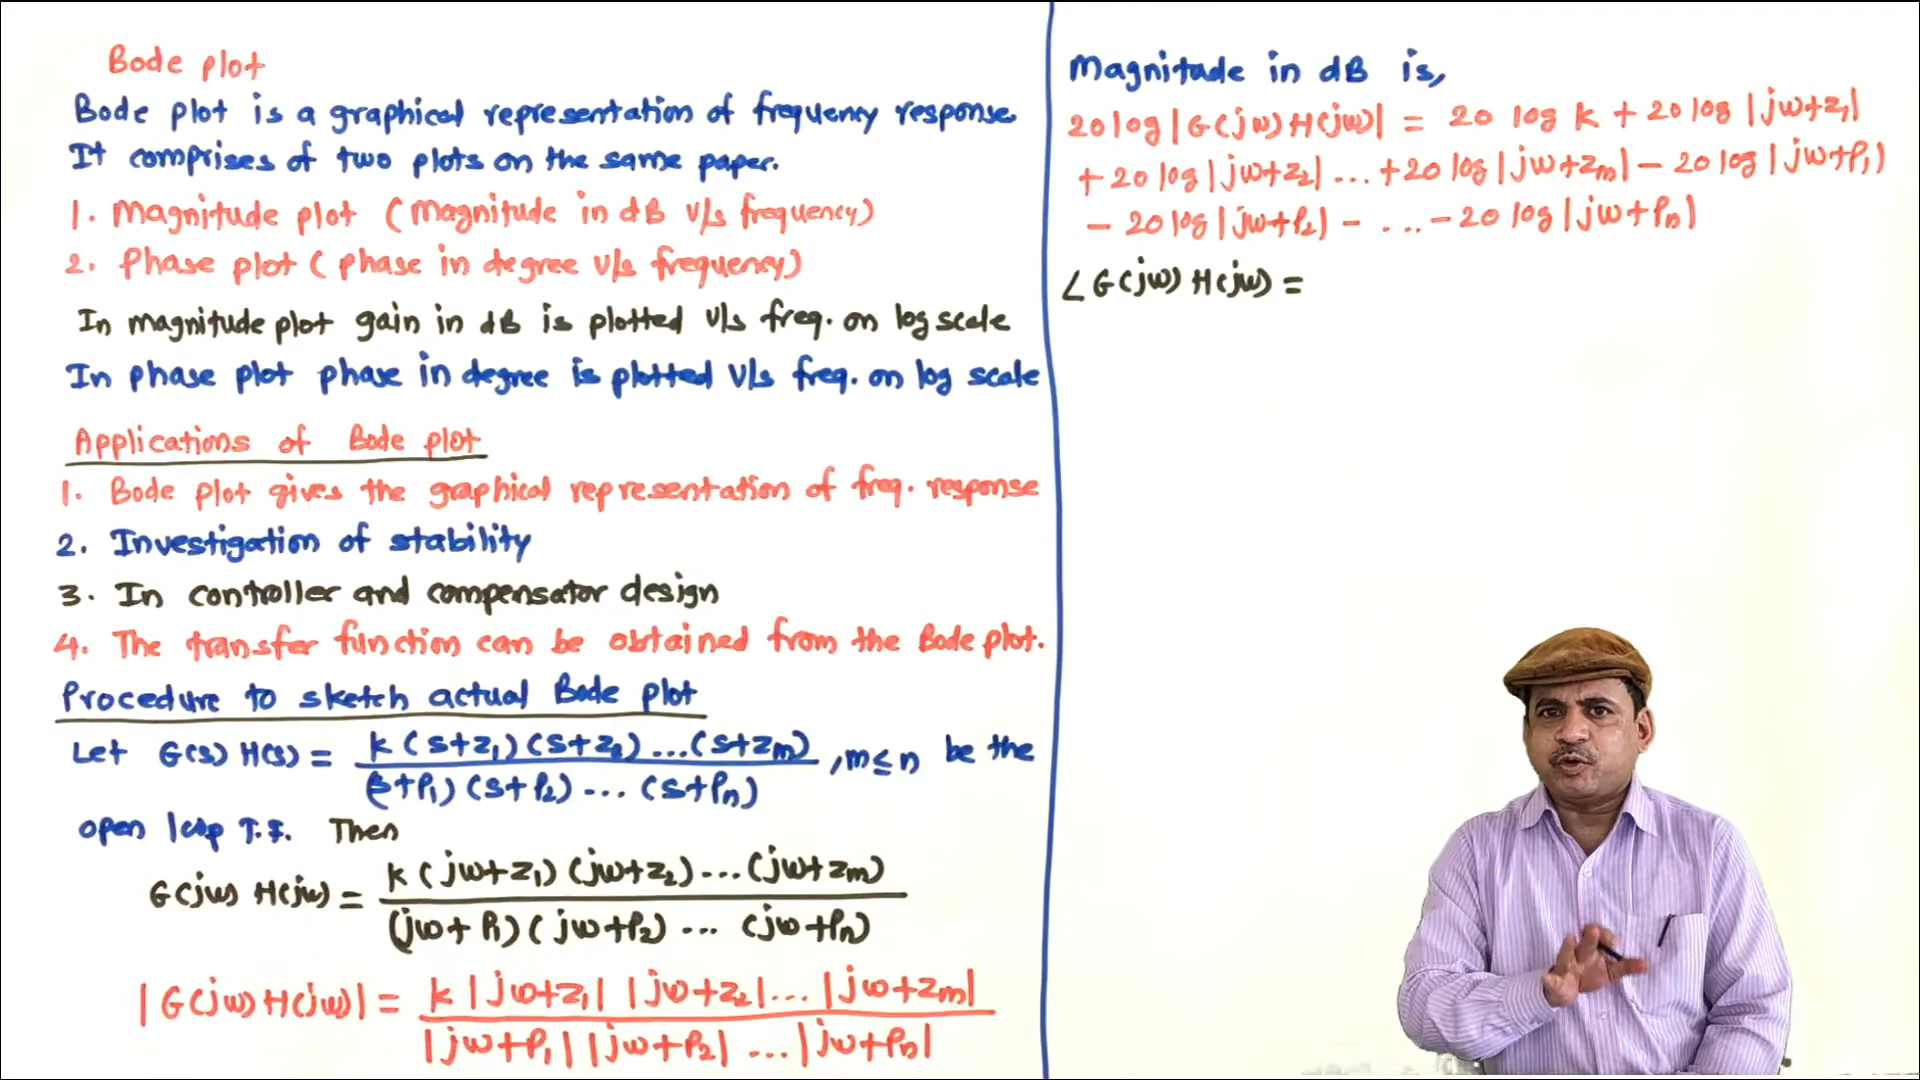 Bode plot
Bode plot is a graphical representation of frequency response.
It comprises of two plots on the same paper.
1. Magnitude plot (Magnitude in dB v/s frequency)
2. Phase plot (phase in degree v/s frequency)
In magnitude plot gain in dB is plotted v/s freq. on log scale
In phase plot phase in degree is plotted v/s freq. on log scale
Applications of Bode plot
1. Bode plot gives the graphical representation of freq. response
2. Investigation of stability
3. In controller and compensator design
4. The transfer function can be obtained from the Bode plot.
Procedure to sketch actual Bode plot
Let G(s) H(s) = K(s+z₁)(s+z₂)...(s+zm) / (s+P₁)(s+P₂)...(s+Pn) , m≤n be the
open loop T.F. Then
G(jω) H(jω) = K(jω+z₁)(jω+z₂)...(jω+zm) / (jω+P₁)(jω+P₂)...(jω+Pn)
|G(jω)H(jω)| = K|jω+z₁||jω+z₂|...|jω+zm| / |jω+P₁||jω+P₂|...|jω+Pn|
Magnitude in dB is,
20log|G(jω)H(jω)| = 20 log K + 20 log|jω+z₁|
+ 20 log|jω+z₂| ... + 20 log|jω+zm| - 20 log|jω+P₁|
- 20 log|jω+P₂| - ... - 20 log|jω+Pn|
∠G(jω) H(jω) =